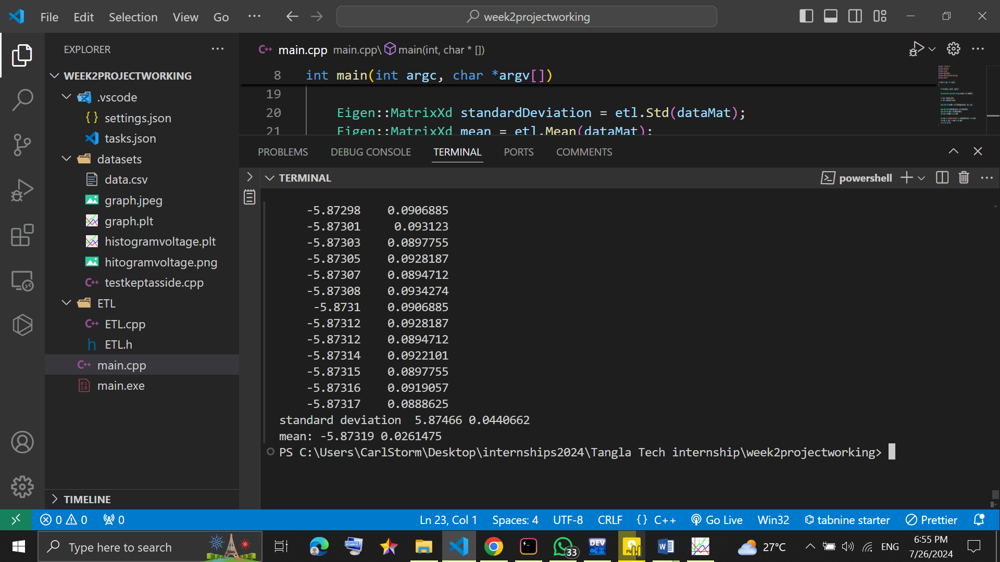 File Edit Selection View Go ··· week2projectworking
EXPLORER ···
WEEK2PROJECTWORKING
.vscode
{} settings.json
tasks.json
datasets
data.csv
graph.jpeg
graph.plt
histogramvoltage.plt
hitogramvoltage.png
C++ testkeptasside.cpp
ETL
C++ ETL.cpp
h ETL.h
C++ main.cpp
main.exe
TIMELINE
C++ main.cpp main.cpp\ main(int, char * [])
8 int main(int argc, char *argv[])
19
20 Eigen::MatrixXd standardDeviation = etl.Std(dataMat);
21 Eigen::MatrixXd mean = etl.Mean(dataMat);
PROBLEMS DEBUG CONSOLE TERMINAL PORTS COMMENTS
TERMINAL powershell
-5.87298 0.0906885
-5.87301 0.093123
-5.87303 0.0897755
-5.87305 0.0928187
-5.87307 0.0894712
-5.87308 0.0934274
-5.8731 0.0906885
-5.87312 0.0928187
-5.87312 0.0894712
-5.87314 0.0922101
-5.87315 0.0897755
-5.87316 0.0919057
-5.87317 0.0888625
standard deviation 5.87466 0.0440662
mean: -5.87319 0.0261475
PS C:\Users\CarlStorm\Desktop\internships2024\Tangla Tech internship\week2projectworking>
0 0 0 Ln 23, Col 1 Spaces: 4 UTF-8 CRLF {} C++ Go Live Win32 tabnine starter Prettier
Type here to search 33 DEV C++ 27°C ENG 6:55 PM
7/26/2024